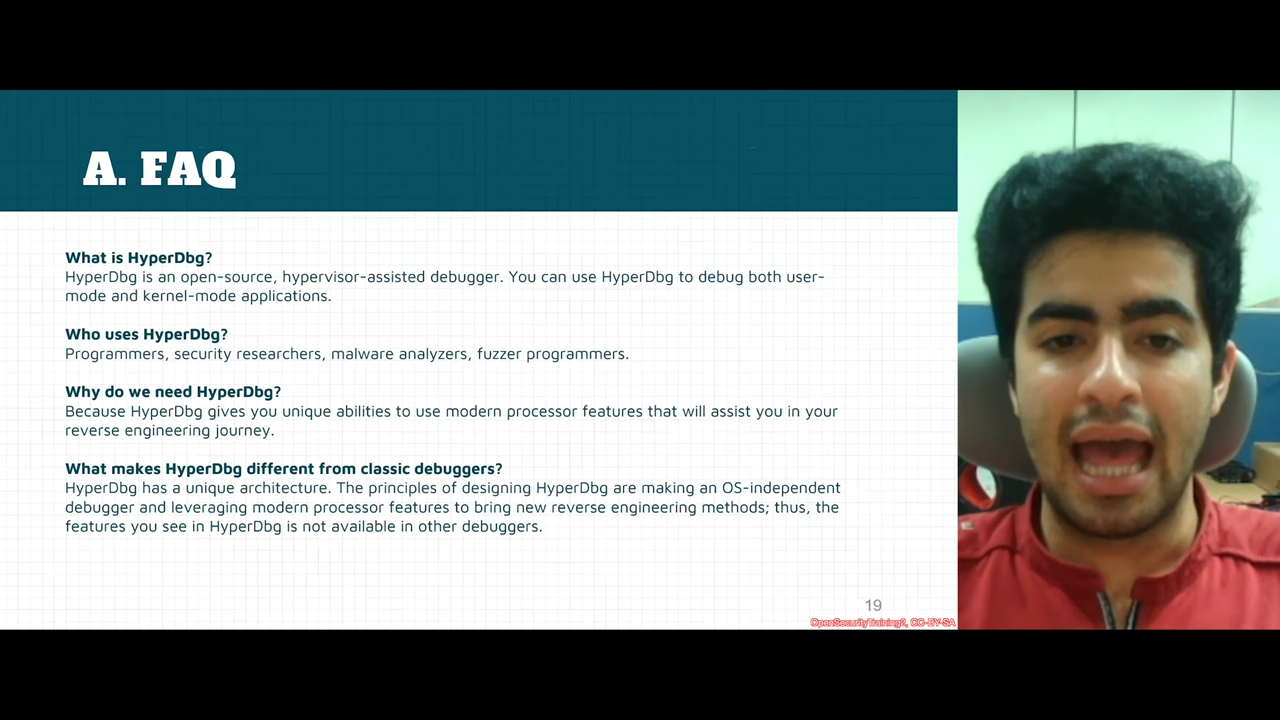 A. FAQ
What is HyperDbg?
HyperDbg is an open-source, hypervisor-assisted debugger. You can use HyperDbg to debug both user-
mode and kernel-mode applications.
Who uses HyperDbg?
Programmers, security researchers, malware analyzers, fuzzer programmers.
Why do we need HyperDbg?
Because HyperDbg gives you unique abilities to use modern processor features that will assist you in your
reverse engineering journey.
What makes HyperDbg different from classic debuggers?
HyperDbg has a unique architecture. The principles of designing HyperDbg are making an OS-independent
debugger and leveraging modern processor features to bring new reverse engineering methods; thus, the
features you see in HyperDbg is not available in other debuggers.
19
OpenSecurityTraining2, CC-BY-SA